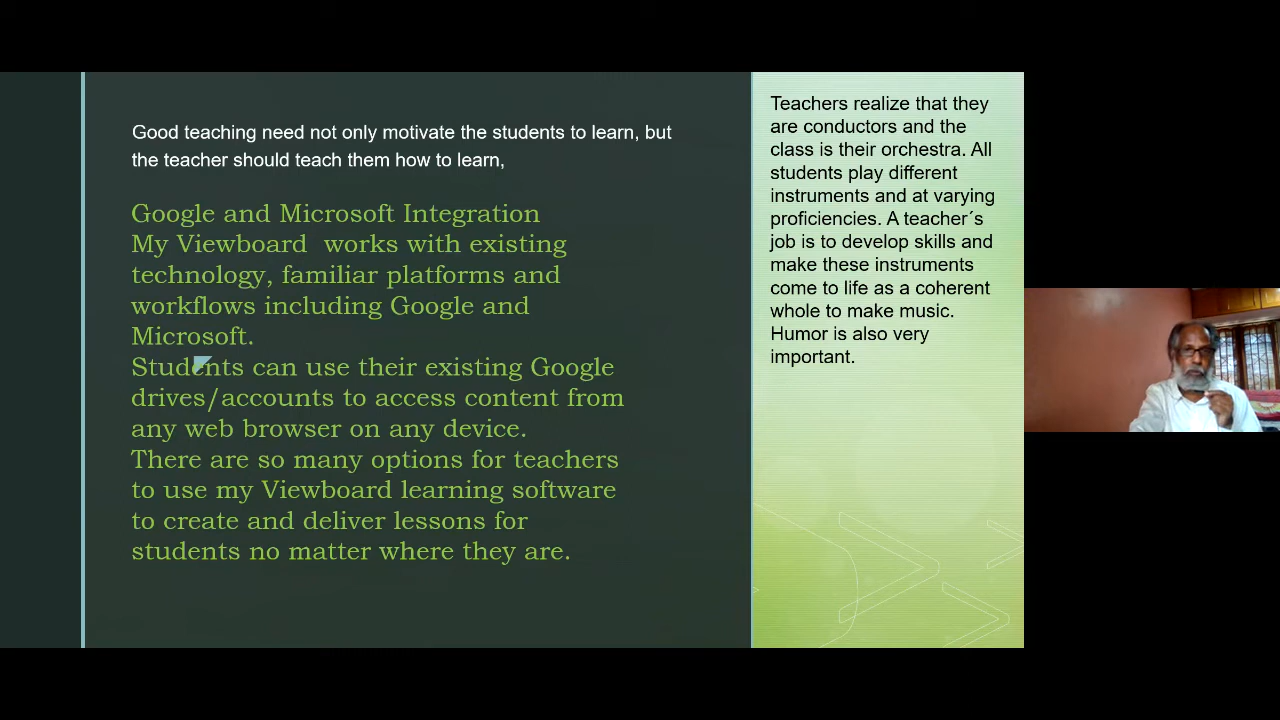 Good teaching need not only motivate the students to learn, but
the teacher should teach them how to learn,
Google and Microsoft Integration
My Viewboard  works with existing
technology, familiar platforms and
workflows including Google and
Microsoft.
Students can use their existing Google
drives/accounts to access content from
any web browser on any device.
There are so many options for teachers
to use my Viewboard learning software
to create and deliver lessons for
students no matter where they are.
Teachers realize that they
are conductors and the
class is their orchestra. All
students play different
instruments and at varying
proficiencies. A teacher´s
job is to develop skills and
make these instruments
come to life as a coherent
whole to make music.
Humor is also very
important.